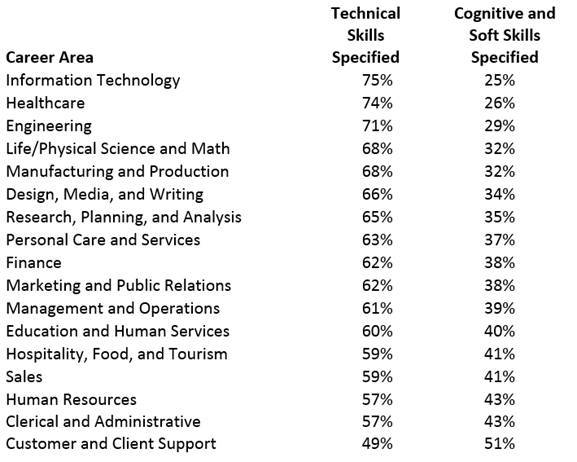 Technical Cognitive and
Skills Soft Skills
Career Area Specified Specified
Information Technology 75% 25%
Healthcare 74% 26%
Engineering 71% 29%
Life/Physical Science and Math 68% 32%
Manufacturing and Production 68% 32%
Design, Media, and Writing 66% 34%
Research, Planning, and Analysis 65% 35%
Personal Care and Services 63% 37%
Finance 62% 38%
Marketing and Public Relations 62% 38%
Management and Operations 61% 39%
Education and Human Services 60% 40%
Hospitality, Food, and Tourism 59% 41%
Sales 59% 41%
Human Resources 57% 43%
Clerical and Administrative 57% 43%
Customer and Client Support 49% 51%